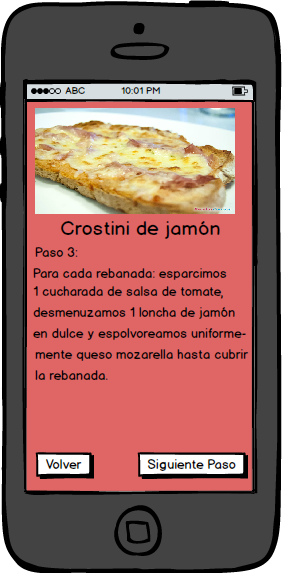 ABC 10:01 PM
Crostini de jamón
Paso 3:
Para cada rebanada: esparcimos
1 cucharada de salsa de tomate,
desmenuzamos 1 loncha de jamón
en dulce y espolvoreamos uniforme-
mente queso mozarella hasta cubrir
la rebanada.
Volver Siguiente Paso